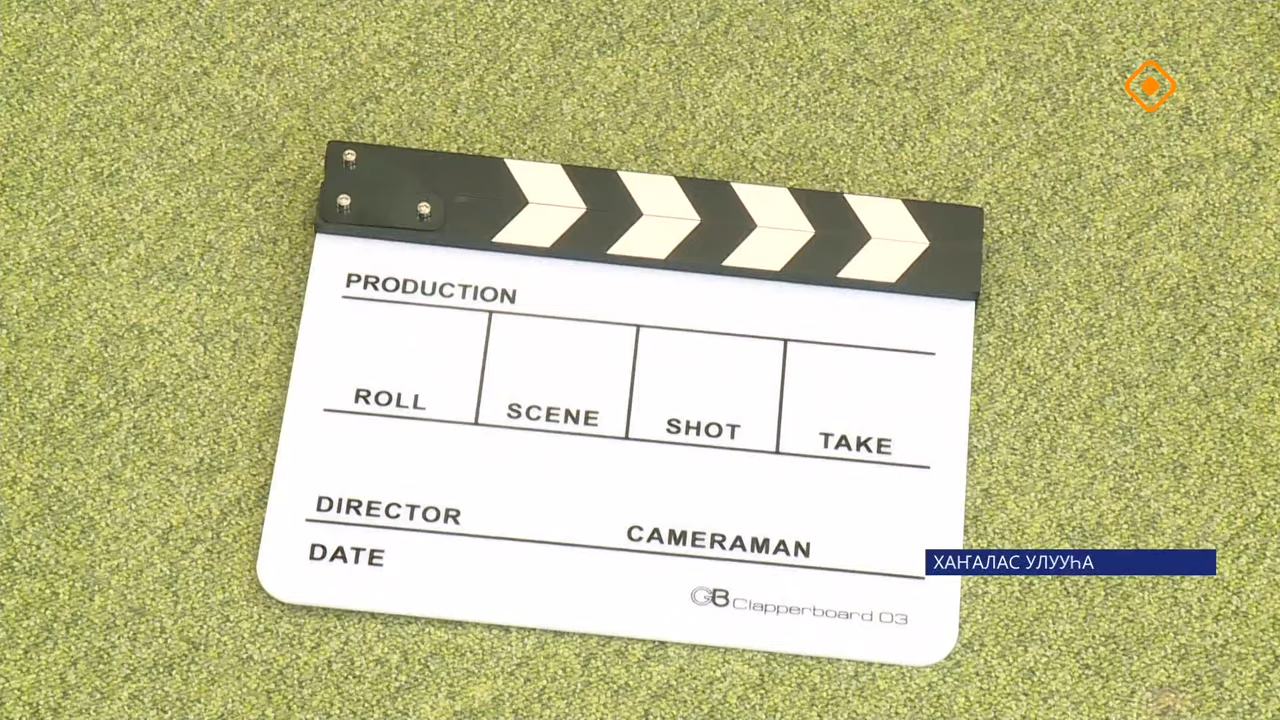 PRODUCTION
ROLL
SCENE
SHOT
TAKE
DIRECTOR
CAMERAMAN
DATE
ХАҤАЛАС УЛУУҺА
GB Clapperboard 03